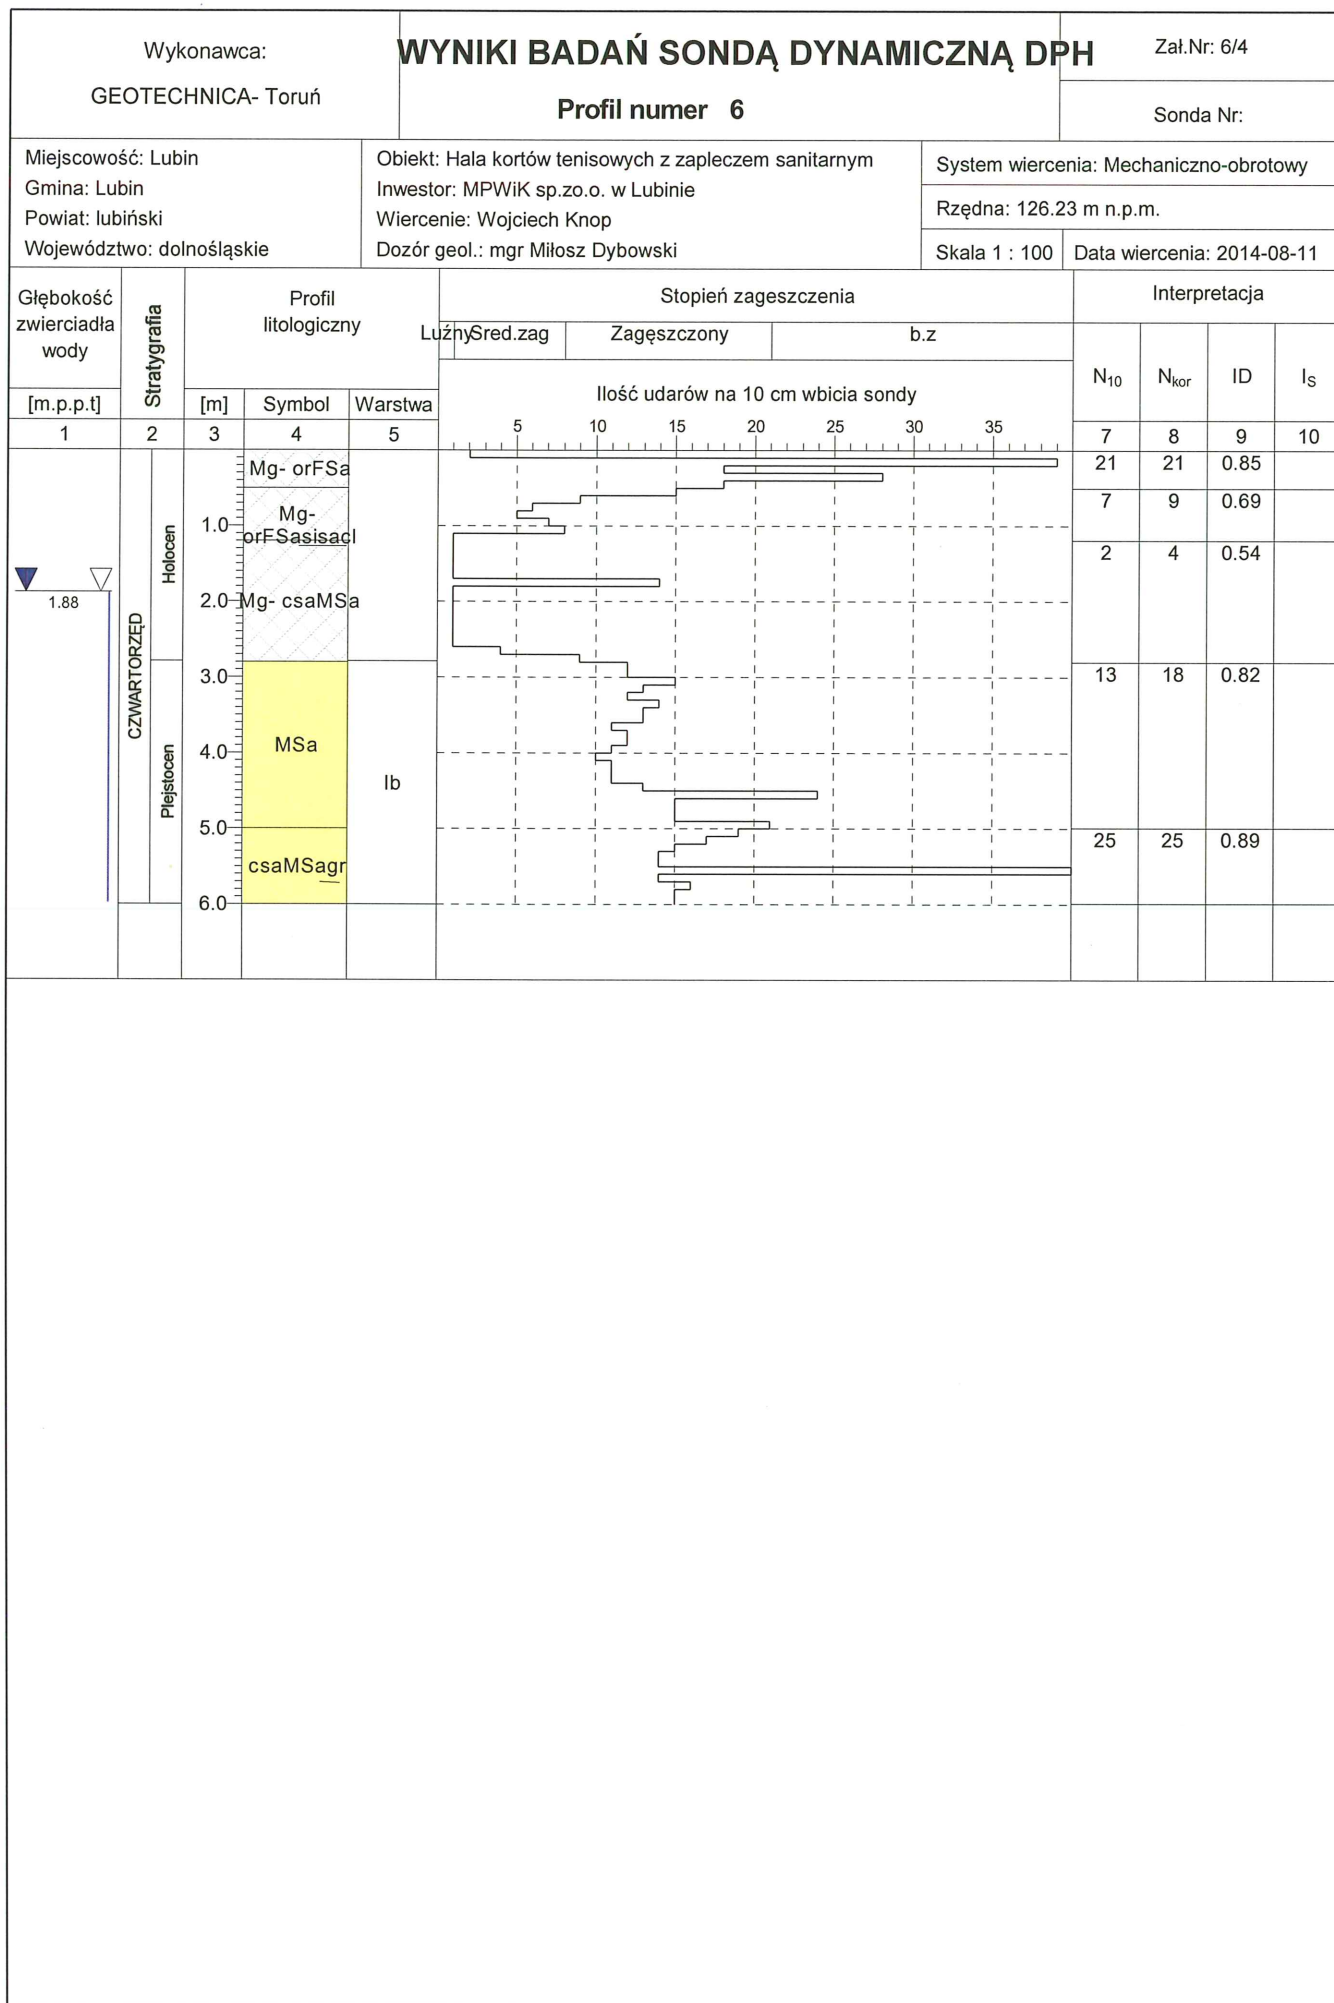 Wykonawca:
GEOTECHNICA- Toruń
WYNIKI BADAŃ SONDĄ DYNAMICZNĄ DPH
Profil numer 6
Zał.Nr: 6/4
Sonda Nr:
Miejscowość: Lubin
Gmina: Lubin
Powiat: lubiński
Województwo: dolnośląskie
Obiekt: Hala kortów tenisowych z zapleczem sanitarnym
Inwestor: MPWiK sp.zo.o. w Lubinie
Wiercenie: Wojciech Knop
Dozór geol.: mgr Miłosz Dybowski
System wiercenia: Mechaniczno-obrotowy
Rzędna: 126.23 m n.p.m.
Skala 1 : 100
Data wiercenia: 2014-08-11
Głębokość
zwierciadła
wody
[m.p.p.t]
Stratygrafia
Profil
litologiczny
[m]
Symbol
Warstwa
Stopień zageszczenia
Luźny
Sred.zag
Zagęszczony
b.z
Ilość udarów na 10 cm wbicia sondy
Interpretacja
N10
Nkor
ID
IS
1
2
3
4
5
5
10
15
20
25
30
35
7
8
9
10
1.88
CZWARTORZĘD
Holocen
Plejstocen
1.0
2.0
3.0
4.0
5.0
6.0
Mg- orFSa
Mg-
orFSasisacl
Mg- csaMSa
MSa
csaMSagr
Ib
21 21 0.85
7 9 0.69
2 4 0.54
13 18 0.82
25 25 0.89